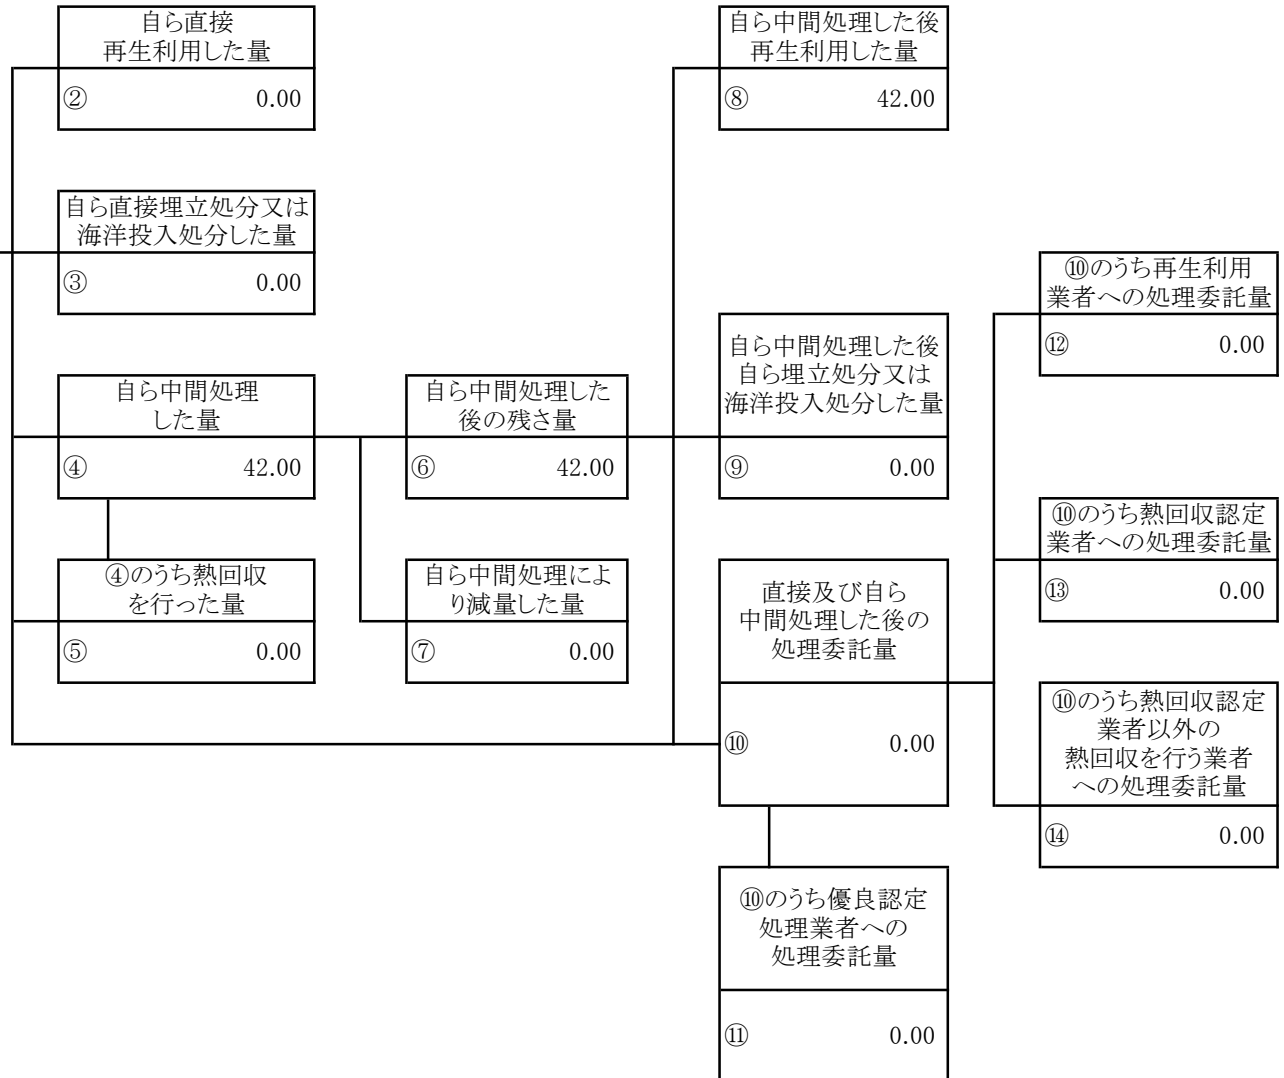 自ら直接
再生利用した量
② 0.00
自ら中間処理した後
再生利用した量
⑧ 42.00
自ら直接埋立処分又は
海洋投入処分した量
③ 0.00
⑩のうち再生利用
業者への処理委託量
⑫ 0.00
自ら中間処理した後
自ら埋立処分又は
海洋投入処分した量
⑨ 0.00
自ら中間処理
した量
④ 42.00
自ら中間処理した
後の残さ量
⑥ 42.00
⑩のうち熱回収認定
業者への処理委託量
⑬ 0.00
④のうち熱回収
を行った量
⑤ 0.00
自ら中間処理によ
り減量した量
⑦ 0.00
直接及び自ら
中間処理した後の
処理委託量
⑩ 0.00
⑩のうち熱回収認定
業者以外の
熱回収を行う業者
への処理委託量
⑭ 0.00
⑩のうち優良認定
処理業者への
処理委託量
⑪ 0.00